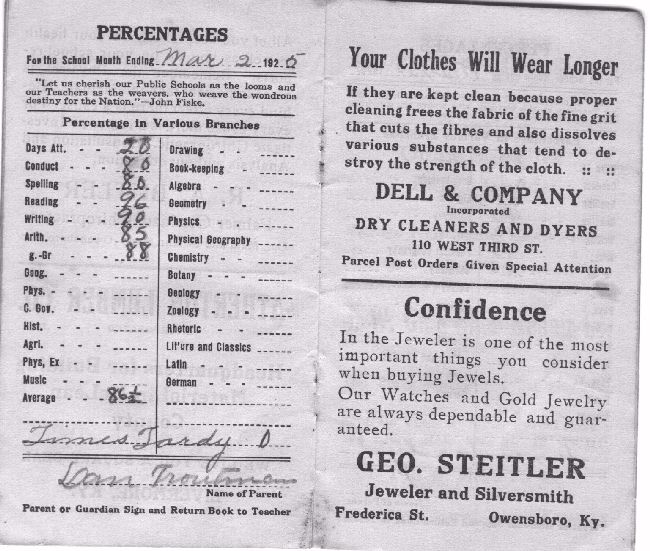 PERCENTAGES
For the School Month Ending Mar 2 1925
"Let us cherish our Public Schools as the looms and
our Teachers as the weavers, who weave the wondrous
destiny for the Nation."—John Fiske.
Percentage in Various Branches
Days Att. - - 20
Conduct - - 80
Spelling - - 80
Reading - - 96
Writing - - 90
Arith. - - - 85
g.-Gr - - - 88
Geog. - - - -
Phys. - - - -
C. Gov. - - -
Hist. - - - -
Agri. - - - -
Phys, Ex - -
Music - - -
Average - - 86½
Drawing - - -
Book-keeping - -
Algebra - - -
Geometry - -
Physics - - -
Physical Geography
Chemistry - -
Botany - - -
Geology - - -
Zoology - - -
Rhetoric - - -
Lit'ure and Classics
Latin - - - -
German - - -
Times Tardy 0
Sam Troutman
Name of Parent
Parent or Guardian Sign and Return Book to Teacher
Your Clothes Will Wear Longer
If they are kept clean because proper
cleaning frees the fabric of the fine grit
that cuts the fibres and also dissolves
various substances that tend to de-
stroy the strength of the cloth. :: ::
DELL & COMPANY
Incorporated
DRY CLEANERS AND DYERS
110 WEST THIRD ST.
Parcel Post Orders Given Special Attention
Confidence
In the Jeweler is one of the most
important things you consider
when buying Jewels.
Our Watches and Gold Jewelry
are always dependable and guar-
anteed.
GEO. STEITLER
Jeweler and Silversmith
Frederica St. Owensboro, Ky.